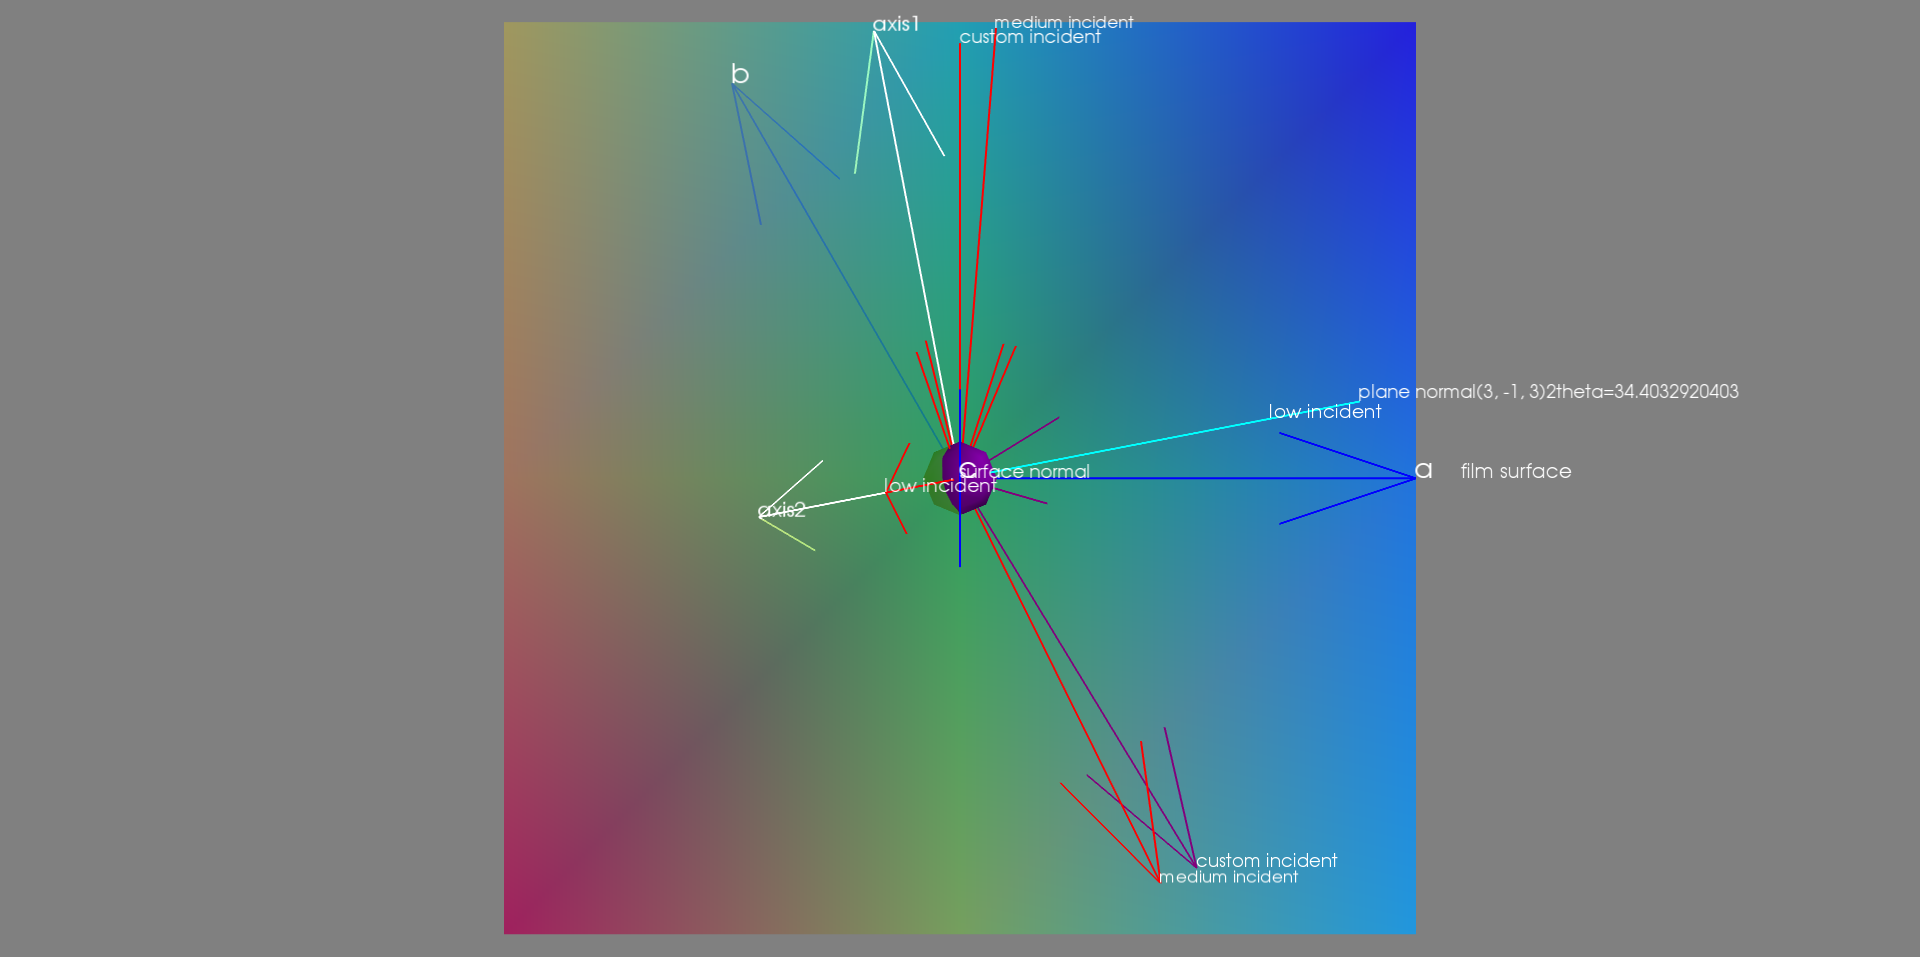 axis1
medium incident
custom incident
b
plane normal(3, -1, 3)2theta=34.4032920403
low incident
a
film surface
c
surface normal
low incident
axis2
custom incident
medium incident